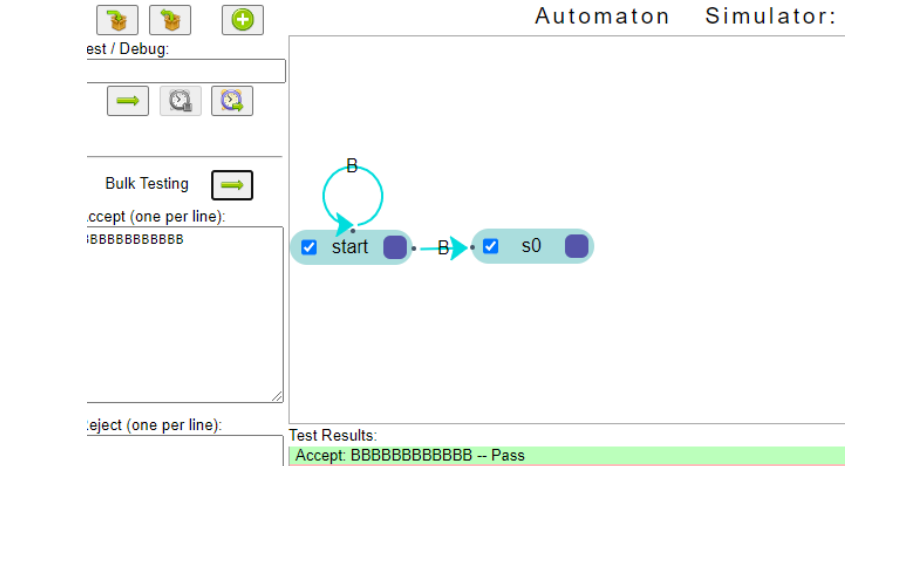 Automaton Simulator:
est / Debug:
B
Bulk Testing
ccept (one per line):
BBBBBBBBBBBB
start
B
s0
eject (one per line):
Test Results:
Accept: BBBBBBBBBBBB -- Pass